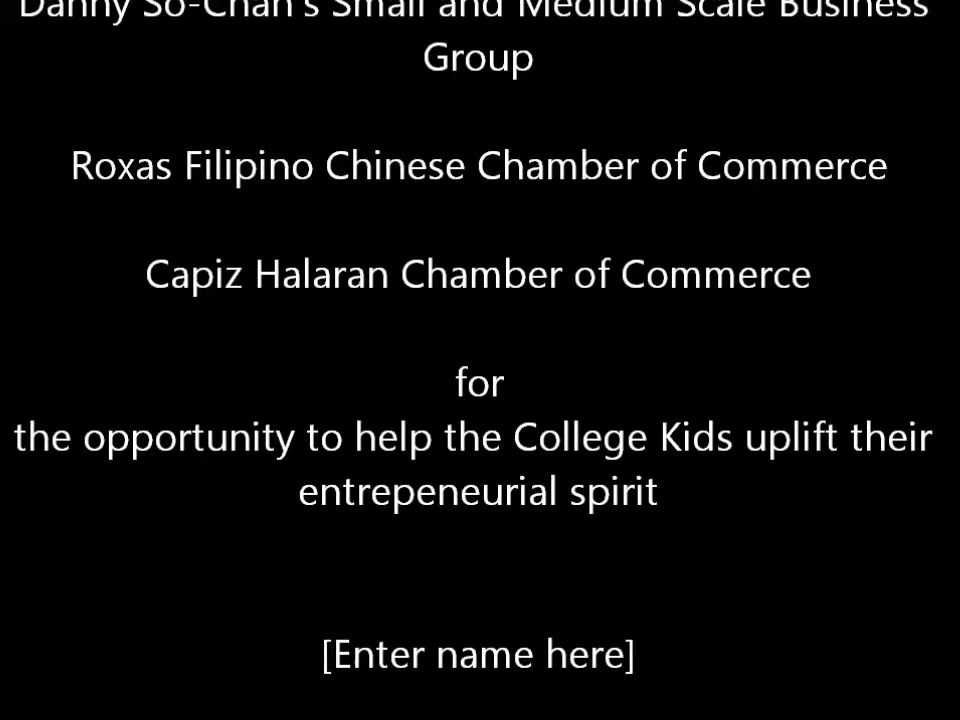 Danny So-Chan's Small and Medium Scale Business
Group
Roxas Filipino Chinese Chamber of Commerce
Capiz Halaran Chamber of Commerce
for
the opportunity to help the College Kids uplift their
entrepeneurial spirit
[Enter name here]